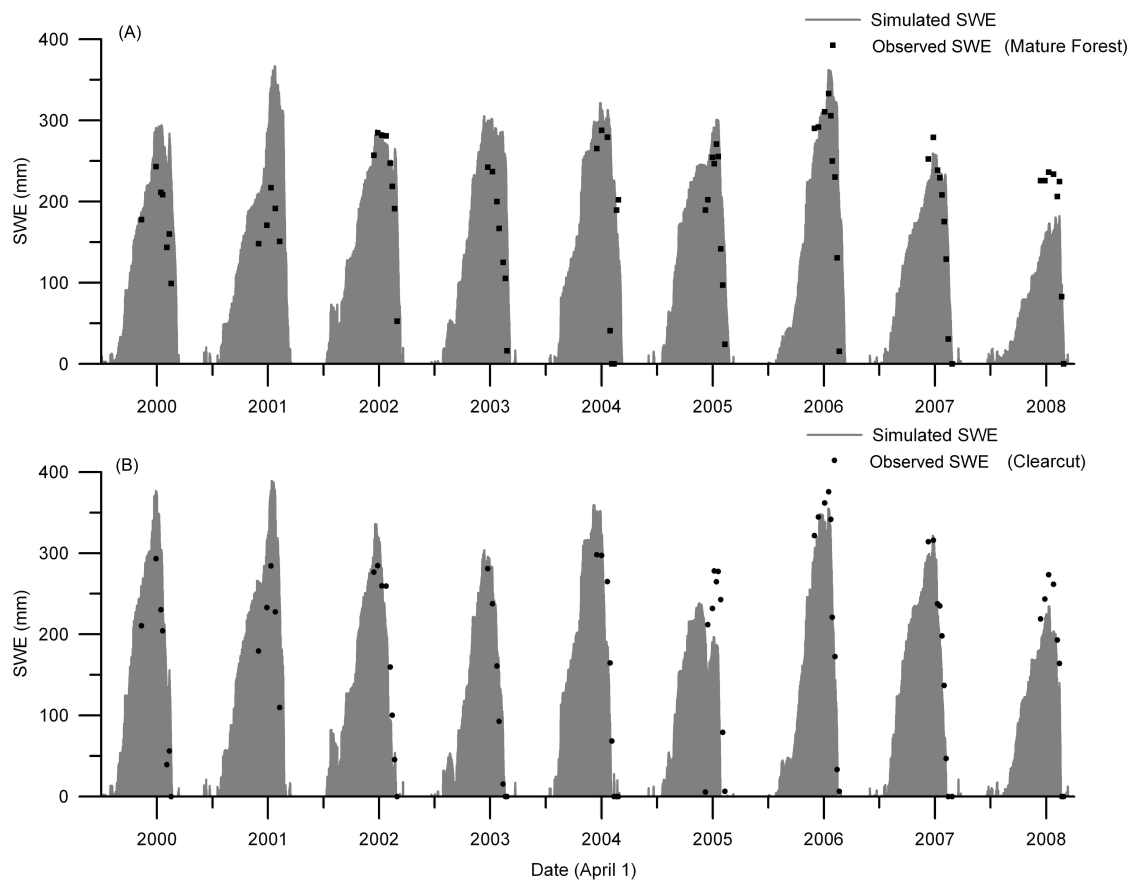 (A)
Simulated SWE
Observed SWE (Mature Forest)
400
300
200
100
0
SWE (mm)
2000 2001 2002 2003 2004 2005 2006 2007 2008
(B)
Simulated SWE
Observed SWE (Clearcut)
400
300
200
100
0
SWE (mm)
2000 2001 2002 2003 2004 2005 2006 2007 2008
Date (April 1)